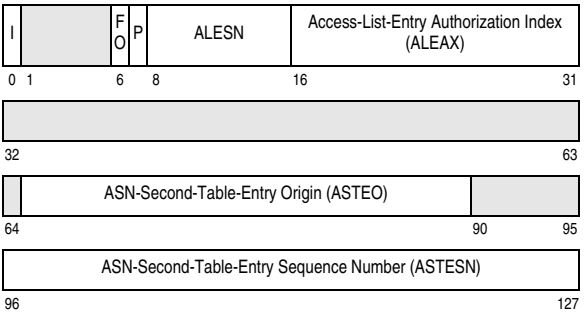 I F O P ALESN Access-List-Entry Authorization Index (ALEAX)
0 1 6 8 16 31
32 63
ASN-Second-Table-Entry Origin (ASTEO)
64 90 95
ASN-Second-Table-Entry Sequence Number (ASTESN)
96 127